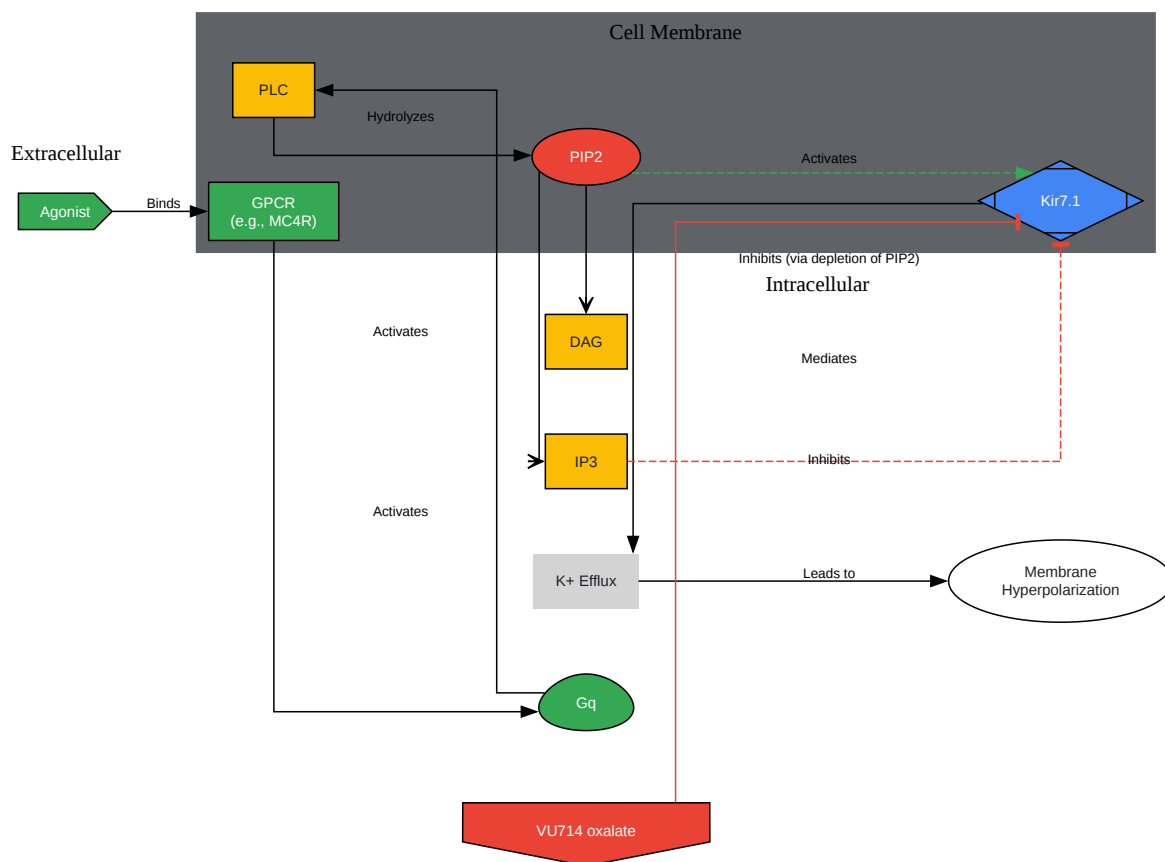 Cell Membrane
PLC
Hydrolyzes
Extracellular
PIP2
Activates
Agonist
Binds
GPCR
(e.g., MC4R)
Kir7.1
Inhibits (via depletion of PIP2)
Intracellular
Activates
DAG
Mediates
IP3
Inhibits
Activates
K+ Efflux
Leads to
Membrane
Hyperpolarization
Gq
VU714 oxalate